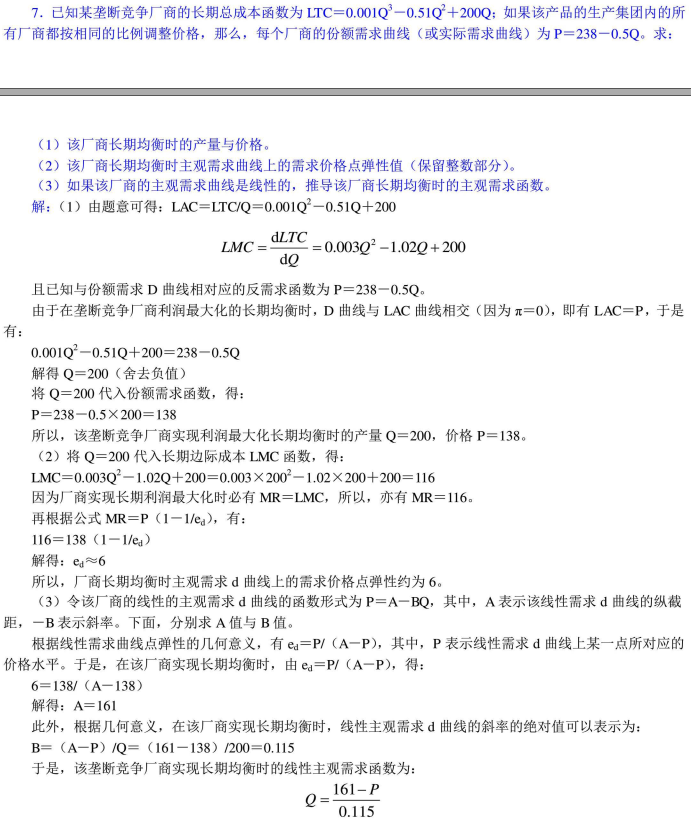 7．已知某垄断竞争厂商的长期总成本函数为 LTC＝0.001Q³－0.51Q²＋200Q；如果该产品的生产集团内的所
有厂商都按相同的比例调整价格，那么，每个厂商的份额需求曲线（或实际需求曲线）为 P＝238－0.5Q。求：
（1）该厂商长期均衡时的产量与价格。
（2）该厂商长期均衡时主观需求曲线上的需求价格点弹性值（保留整数部分）。
（3）如果该厂商的主观需求曲线是线性的，推导该厂商长期均衡时的主观需求函数。
解：（1）由题意可得：LAC＝LTC/Q＝0.001Q²－0.51Q＋200
LMC = dLTC/dQ = 0.003Q² −1.02Q + 200
且已知与份额需求 D 曲线相对应的反需求函数为 P＝238－0.5Q。
由于在垄断竞争厂商利润最大化的长期均衡时，D 曲线与 LAC 曲线相交（因为 π＝0），即有 LAC＝P，于是
有：
0.001Q²－0.51Q＋200＝238－0.5Q
解得 Q＝200（舍去负值）
将 Q＝200 代入份额需求函数，得：
P＝238－0.5×200＝138
所以，该垄断竞争厂商实现利润最大化长期均衡时的产量 Q＝200，价格 P＝138。
（2）将 Q＝200 代入长期边际成本 LMC 函数，得：
LMC＝0.003Q²－1.02Q＋200＝0.003×200²－1.02×200＋200＝116
因为厂商实现长期利润最大化时必有 MR＝LMC，所以，亦有 MR＝116。
再根据公式 MR＝P（1－1/e_d），有：
116＝138（1－1/e_d）
解得：e_d≈6
所以，厂商长期均衡时主观需求 d 曲线上的需求价格点弹性约为 6。
（3）令该厂商的线性的主观需求 d 曲线的函数形式为 P＝A－BQ，其中，A 表示该线性需求 d 曲线的纵截
距，－B 表示斜率。下面，分别求 A 值与 B 值。
根据线性需求曲线点弹性的几何意义，有 e_d＝P/（A－P），其中，P 表示线性需求 d 曲线上某一点所对应的
价格水平。于是，在该厂商实现长期均衡时，由 e_d＝P/（A－P），得：
6＝138/（A－138）
解得：A＝161
此外，根据几何意义，在该厂商实现长期均衡时，线性主观需求 d 曲线的斜率的绝对值可以表示为：
B＝（A－P）/Q＝（161－138）/200＝0.115
于是，该垄断竞争厂商实现长期均衡时的线性主观需求函数为：
Q = (161 − P)/0.115